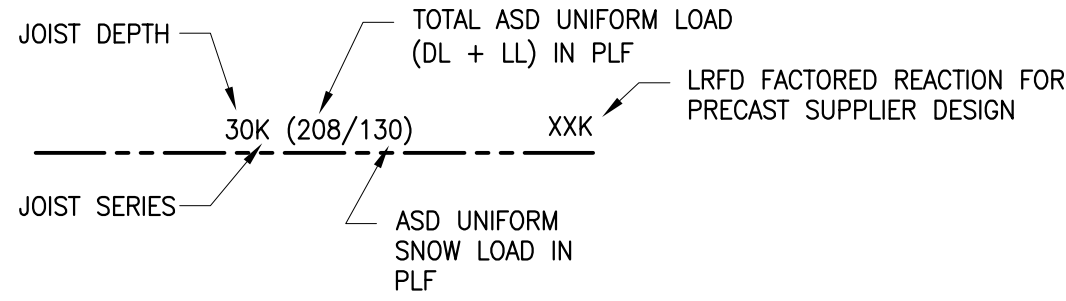 JOIST DEPTH
TOTAL ASD UNIFORM LOAD
(DL + LL) IN PLF
LRFD FACTORED REACTION FOR
PRECAST SUPPLIER DESIGN
30K (208/130)
XXK
JOIST SERIES
ASD UNIFORM
SNOW LOAD IN
PLF